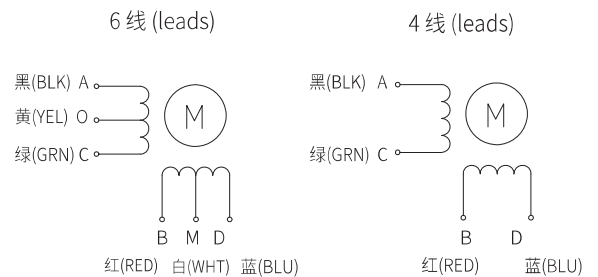 6 线 (leads)
黑(BLK) A
黄(YEL) O
绿(GRN) C
M
B M D
红(RED) 白(WHT) 蓝(BLU)
4 线 (leads)
黑(BLK) A
绿(GRN) C
M
B D
红(RED) 蓝(BLU)